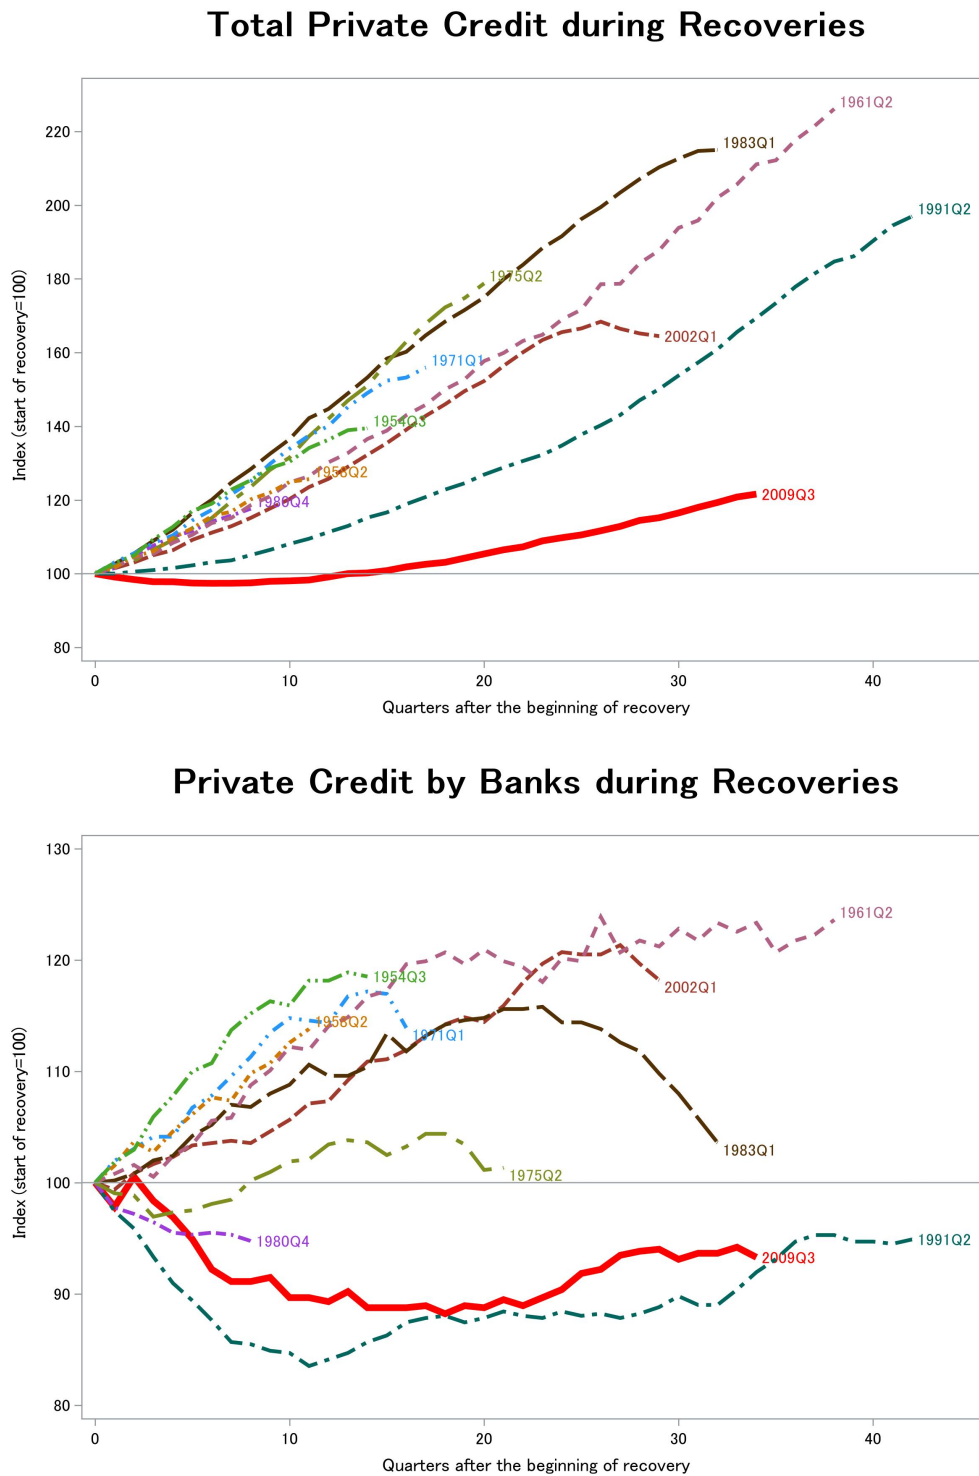 Total Private Credit during Recoveries
1961Q2
220
1983Q1
200
1991Q2
180
1975Q2
160
1971Q1
2002Q1
140
1954Q3
1958Q2
120
1980Q4
2009Q3
100
80
Index (start of recovery=100)
0 10 20 30 40
Quarters after the beginning of recovery
Private Credit by Banks during Recoveries
130
1961Q2
120
1954Q3
2002Q1
1958Q2
1971Q1
110
1983Q1
1975Q2
100
1980Q4
1991Q2
2009Q3
90
80
Index (start of recovery=100)
0 10 20 30 40
Quarters after the beginning of recovery